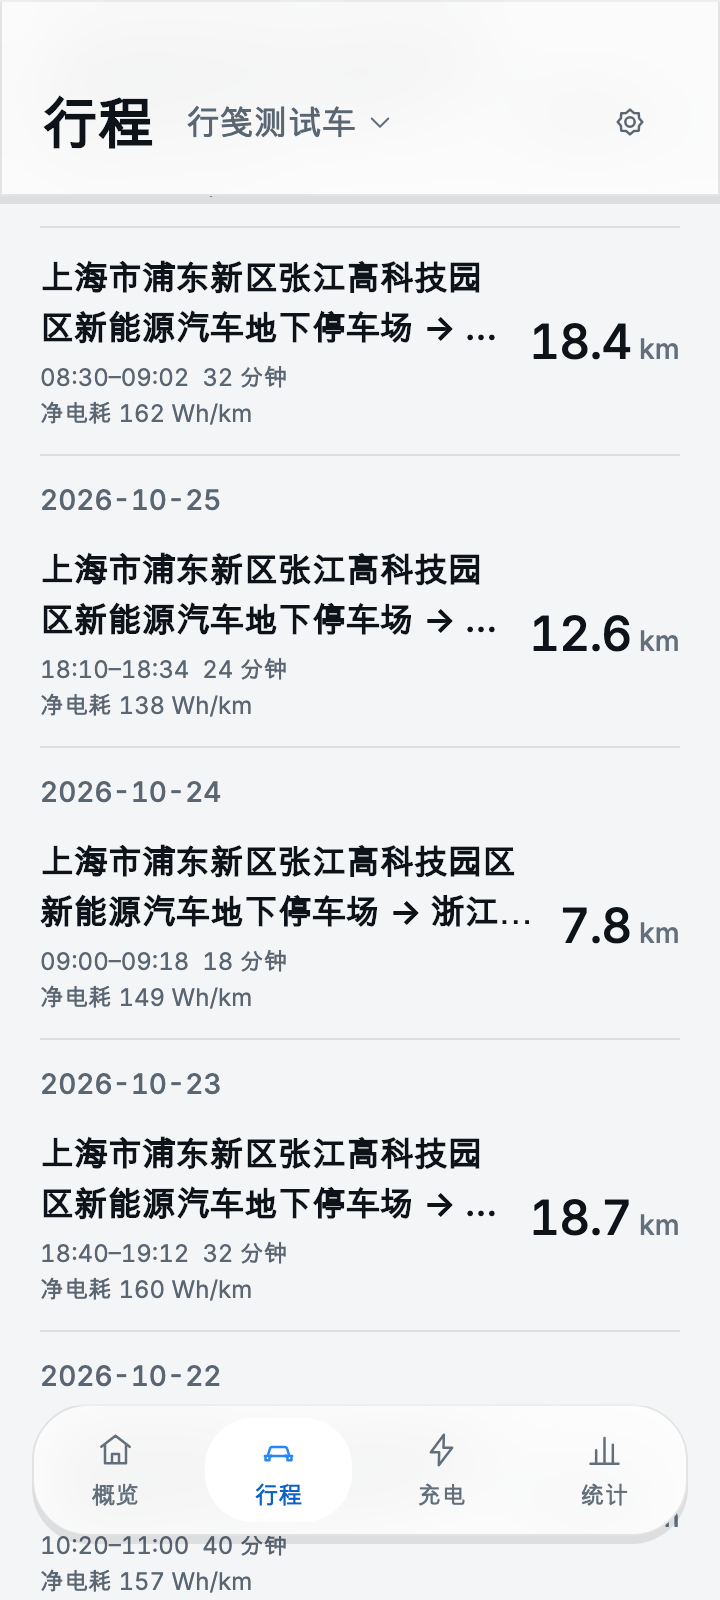 行程 行笺测试车
上海市浦东新区张江高科技园
区新能源汽车地下停车场 → ...
18.4 km
08:30–09:02 32 分钟
净电耗 162 Wh/km
2026-10-25
上海市浦东新区张江高科技园
区新能源汽车地下停车场 → ...
12.6 km
18:10–18:34 24 分钟
净电耗 138 Wh/km
2026-10-24
上海市浦东新区张江高科技园区
新能源汽车地下停车场 → 浙江...
7.8 km
09:00–09:18 18 分钟
净电耗 149 Wh/km
2026-10-23
上海市浦东新区张江高科技园
区新能源汽车地下停车场 → ...
18.7 km
18:40–19:12 32 分钟
净电耗 160 Wh/km
2026-10-22
概览 行程 充电 统计
10:20–11:00 40 分钟
净电耗 157 Wh/km